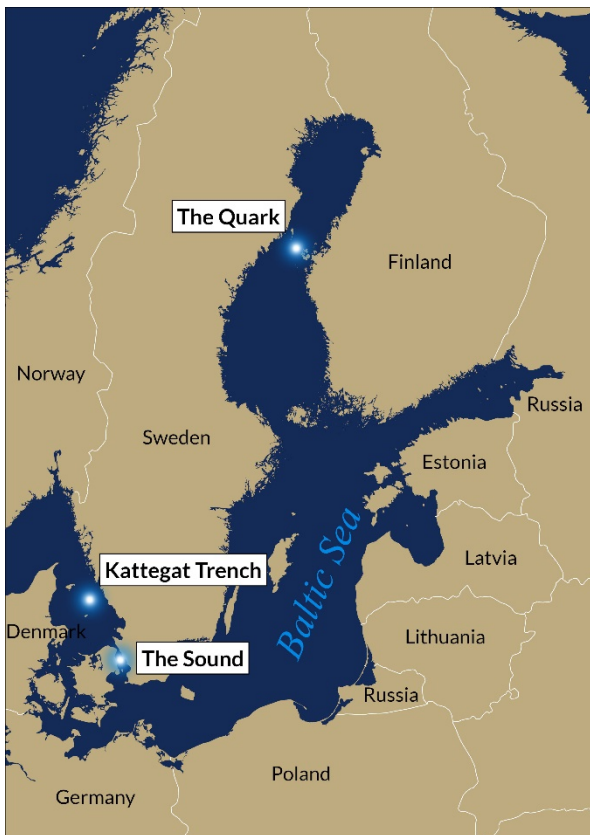 The Quark
Finland
Norway
Russia
Sweden
Estonia
Baltic Sea
Latvia
Kattegat Trench
Denmark
Lithuania
The Sound
Russia
Poland
Germany